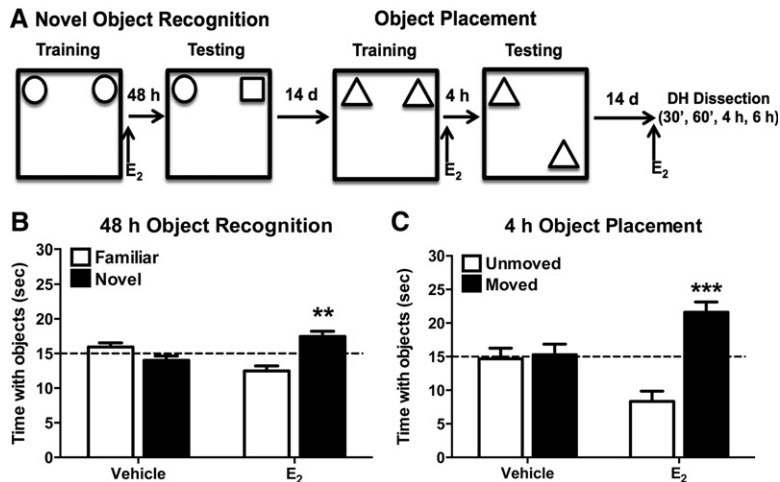 A Novel Object Recognition Object Placement
Training Testing Training Testing
48 h 14 d 4 h 14 d DH Dissection
(30', 60', 4 h, 6 h)
E₂ E₂ E₂
B 48 h Object Recognition
Time with objects (sec)
30
25
20
15
10
5
0
Familiar
Novel
**
Vehicle E₂
C 4 h Object Placement
Time with objects (sec)
30
25
20
15
10
5
0
Unmoved
Moved
***
Vehicle E₂